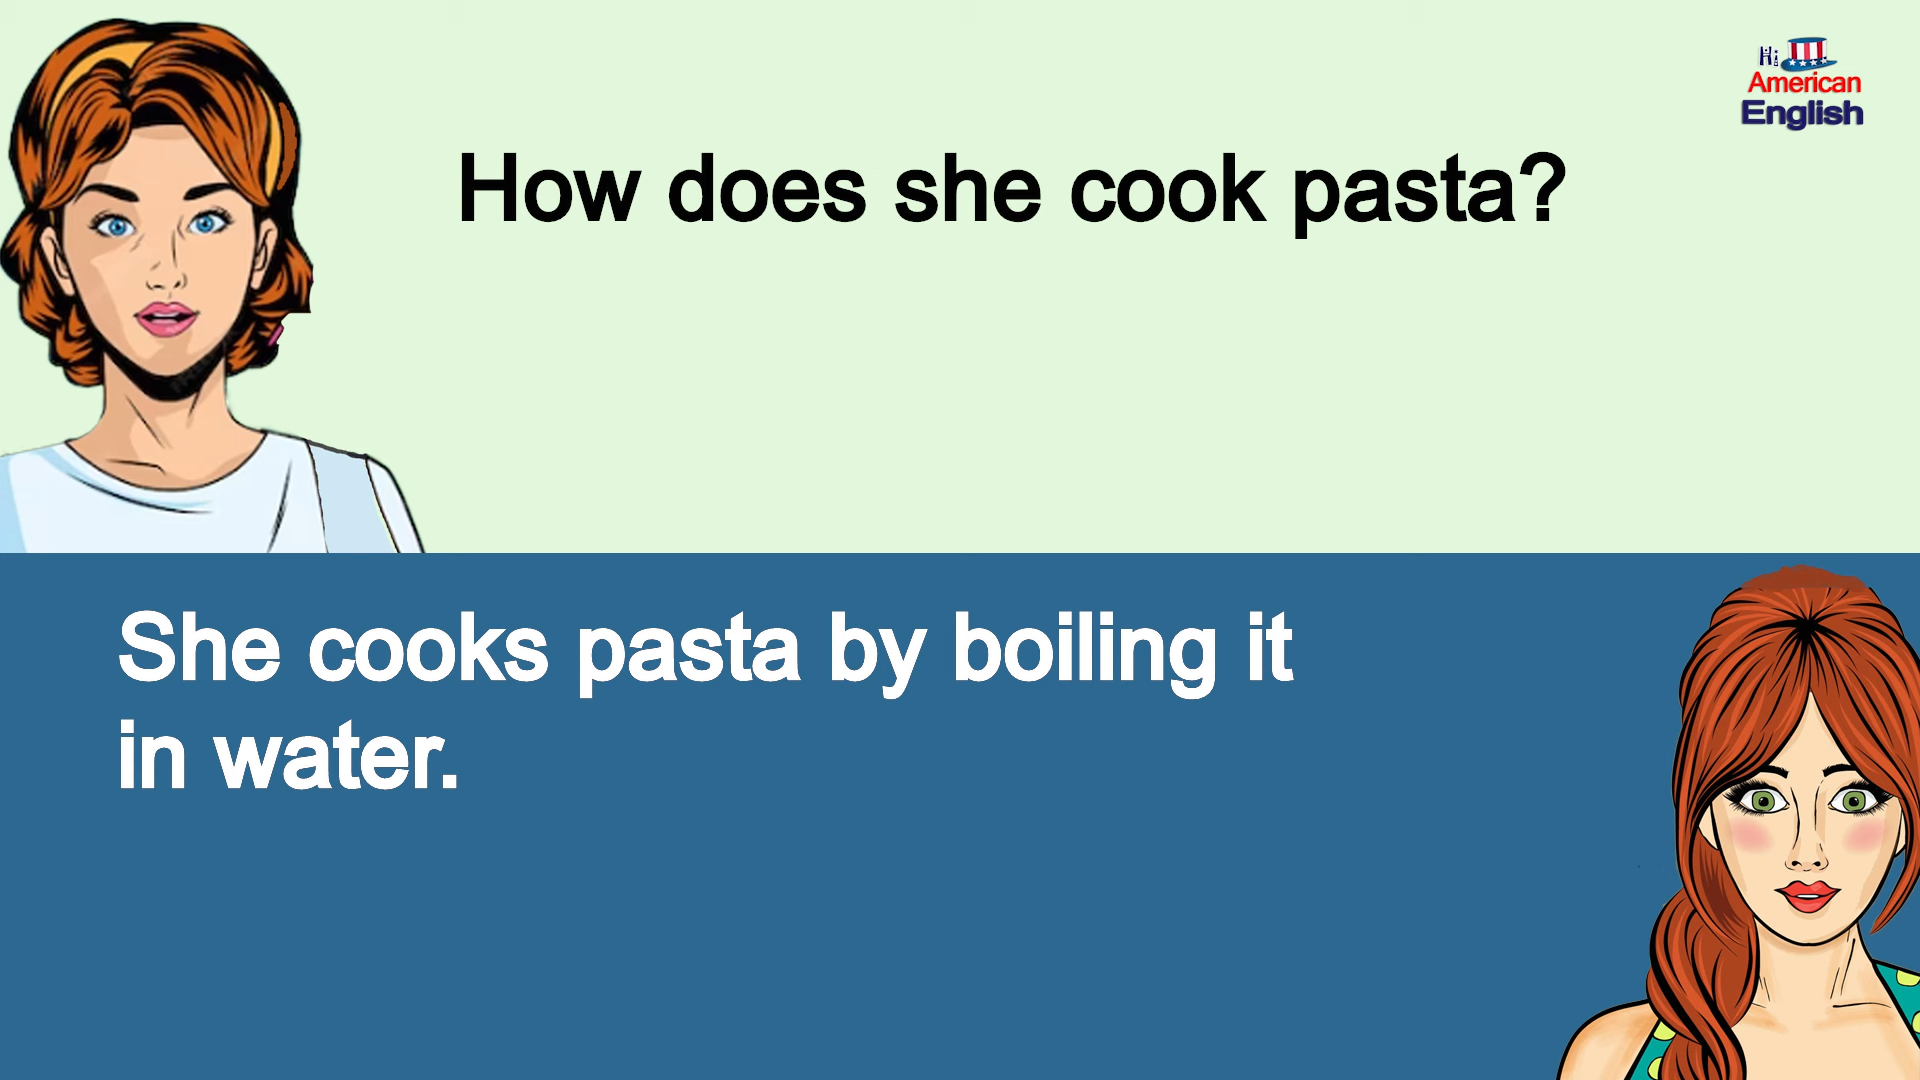 Hi
American
English
How does she cook pasta?
She cooks pasta by boiling it
in water.